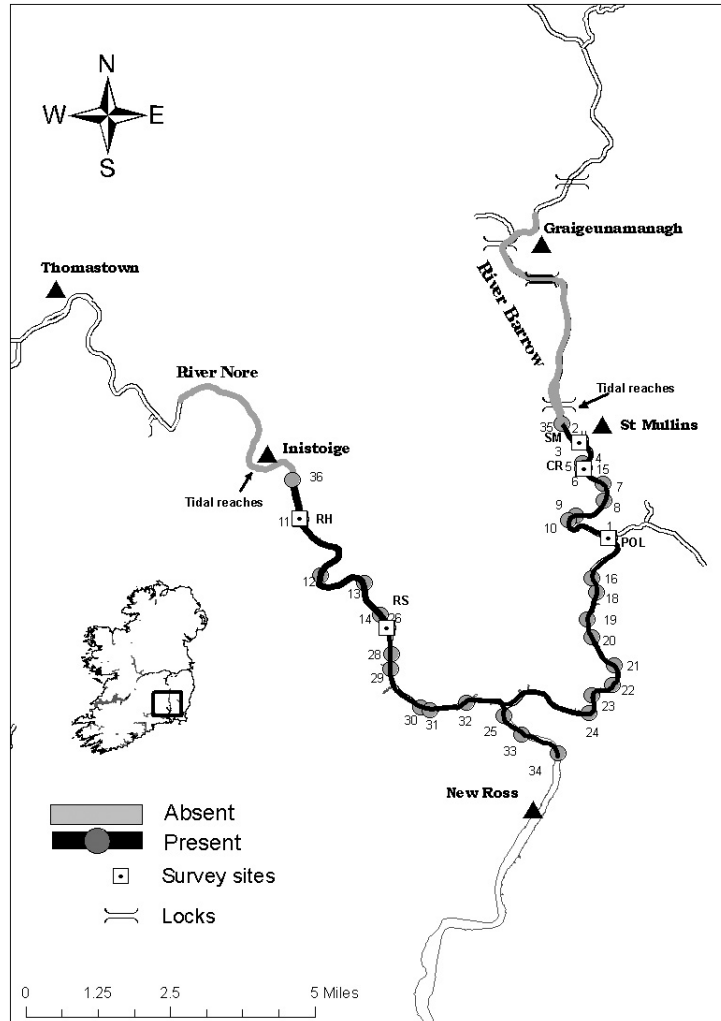 N
W E
S
Graigeunamanagh
Thomastown
River Barrow
River Nore
Tidal reaches
35 2
SM
3
St Mullins
4
CR 5 15
6
7
8
Inistoige
36
Tidal reaches
9
10
11 RH
1
POL
12
13
16
18
RS
14 26
19
20
28
29
21
22
30 31 32
25
23
24
33
34
New Ross
Absent
Present
Survey sites
Locks
0 1.25 2.5 5 Miles